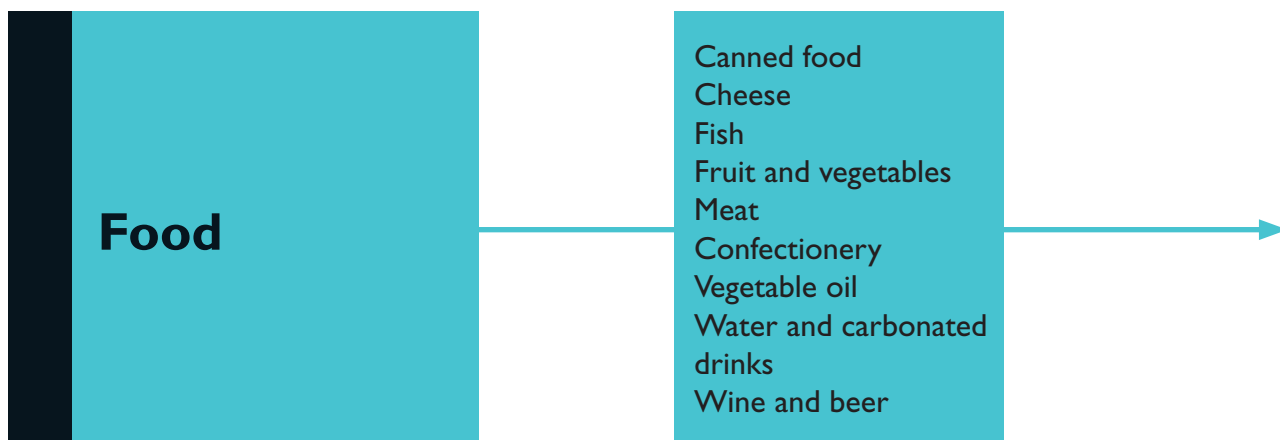 Food
Canned food
Cheese
Fish
Fruit and vegetables
Meat
Confectionery
Vegetable oil
Water and carbonated
drinks
Wine and beer